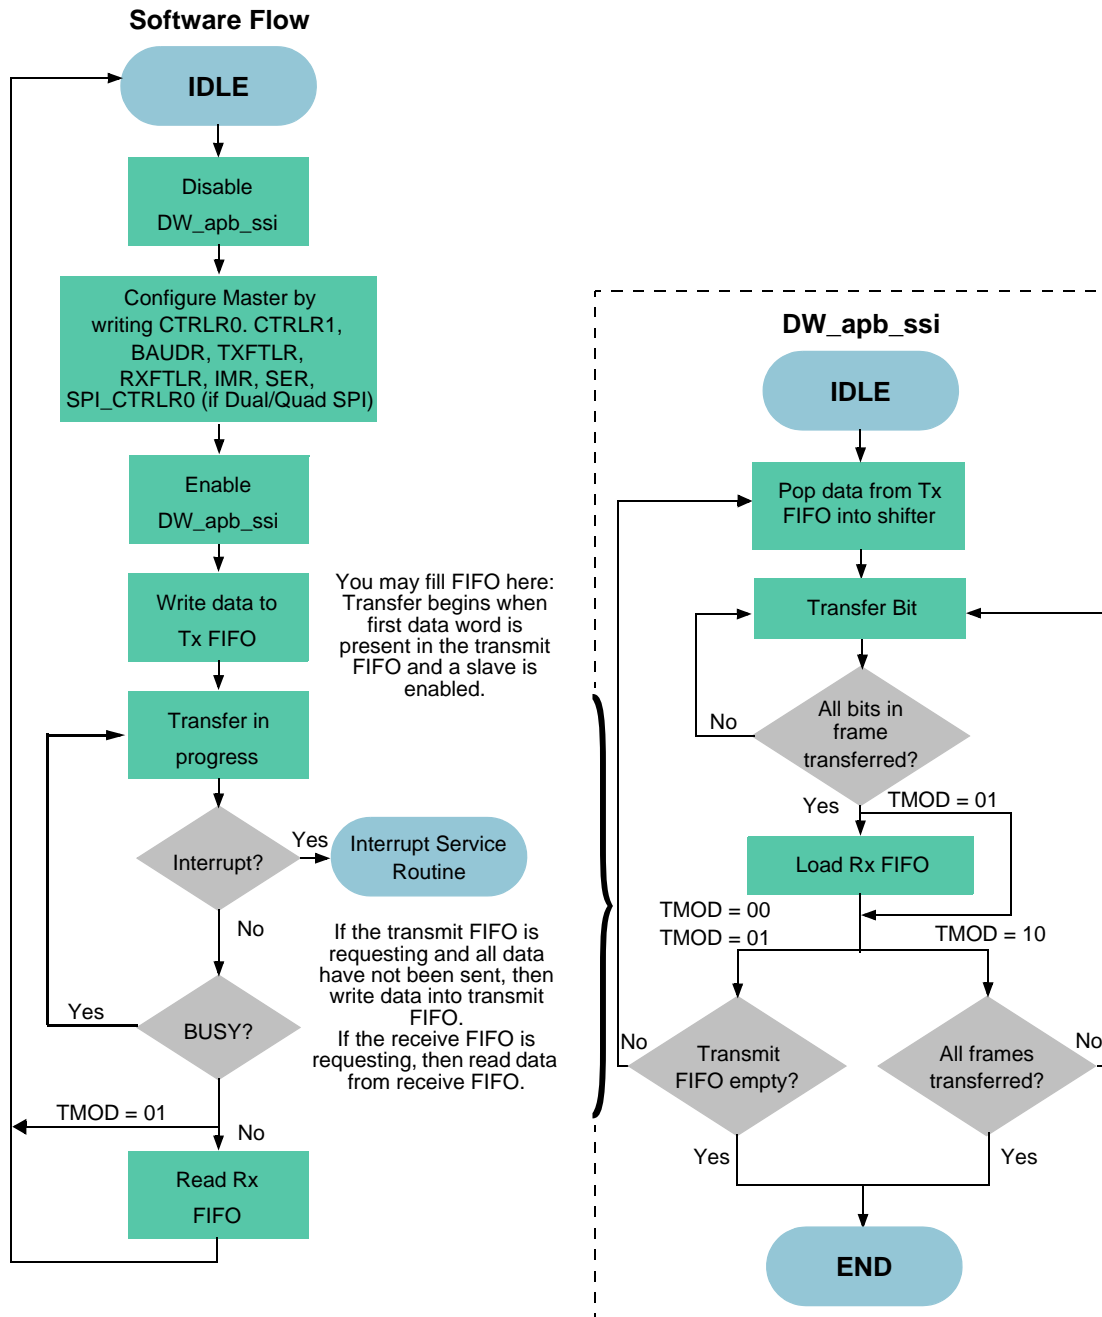 Software Flow
IDLE
Disable
DW_apb_ssi
Configure Master by
writing CTRLR0. CTRLR1,
BAUDR, TXFTLR,
RXFTLR, IMR, SER,
SPI_CTRLR0 (if Dual/Quad SPI)
Enable
DW_apb_ssi
Write data to
Tx FIFO
You may fill FIFO here:
Transfer begins when
first data word is
present in the transmit
FIFO and a slave is
enabled.
Transfer in
progress
Interrupt?
Yes
Interrupt Service
Routine
No
If the transmit FIFO is
requesting and all data
have not been sent, then
write data into transmit
FIFO.
If the receive FIFO is
requesting, then read data
from receive FIFO.
BUSY?
Yes
TMOD = 01
No
Read Rx
FIFO
DW_apb_ssi
IDLE
Pop data from Tx
FIFO into shifter
Transfer Bit
No
All bits in
frame
transferred?
Yes
TMOD = 01
Load Rx FIFO
TMOD = 00
TMOD = 01
TMOD = 10
No
Transmit
FIFO empty?
All frames
transferred?
No
Yes
Yes
END